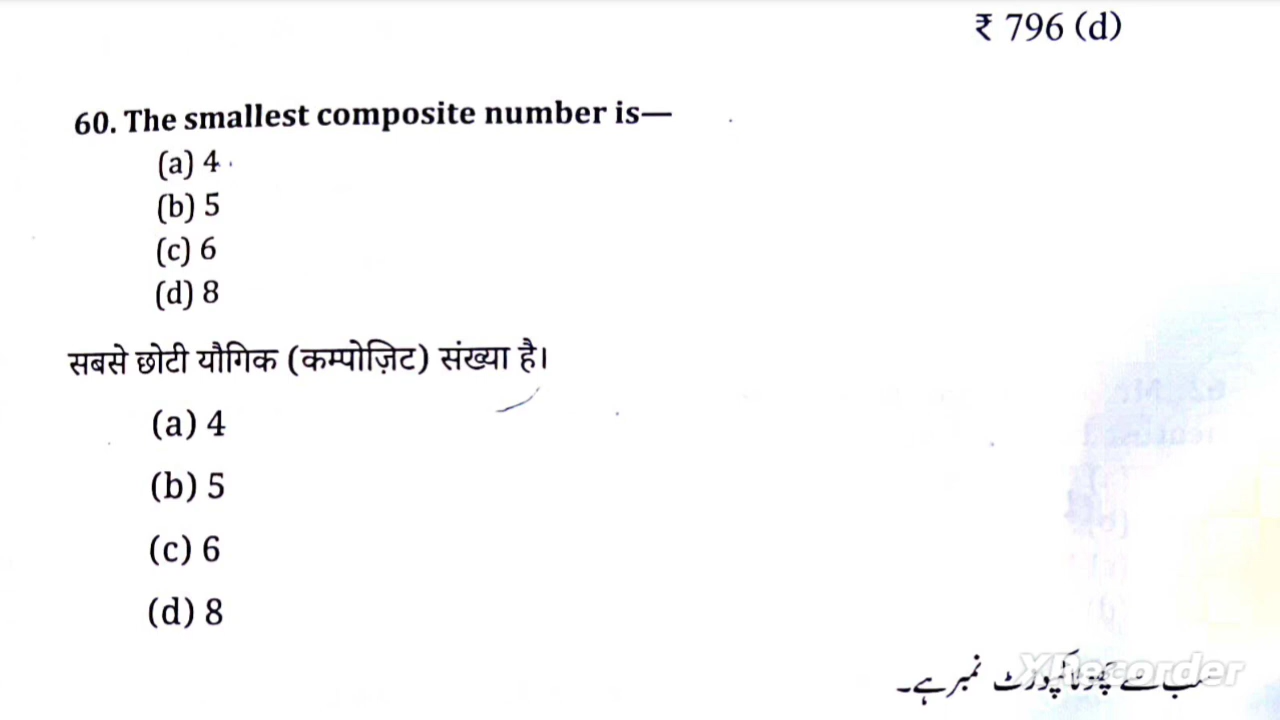 ₹ 796 (d)
60. The smallest composite number is—
(a) 4
(b) 5
(c) 6
(d) 8
सबसे छोटी यौगिक (कम्पोज़िट) संख्या है।
(a) 4
(b) 5
(c) 6
(d) 8
سب سے چھوٹا کمپوزٹ نمبر ہے۔
XRecorder